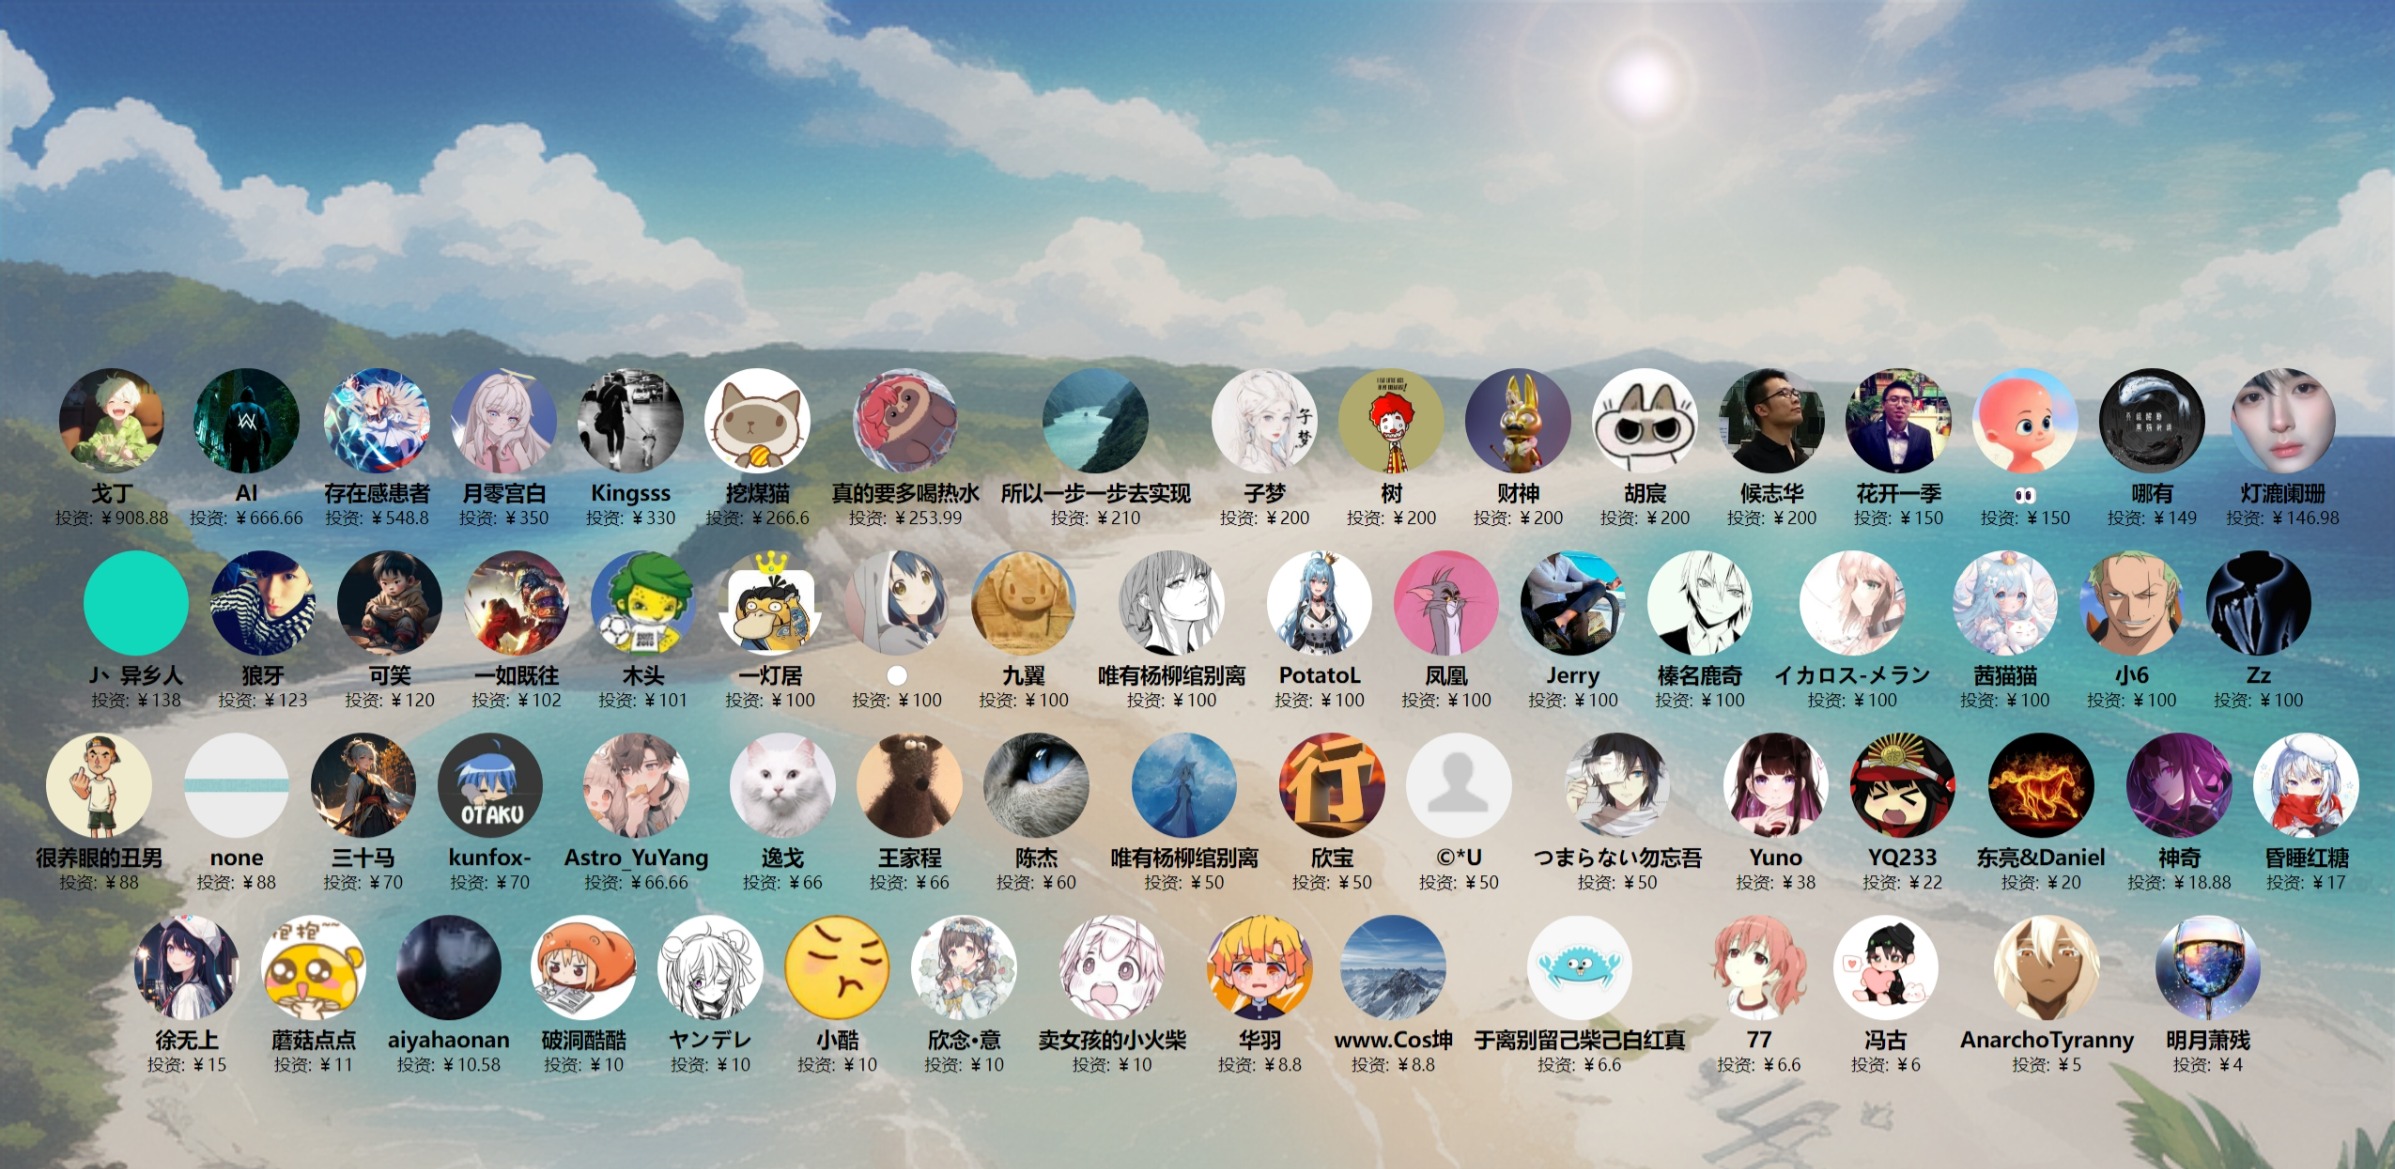 戈丁
投资: ¥908.88
AI
投资: ¥666.66
存在感患者
投资: ¥548.8
月零宫白
投资: ¥350
Kingsss
投资: ¥330
挖煤猫
投资: ¥266.6
真的要多喝热水
投资: ¥253.99
所以一步一步去实现
投资: ¥210
子梦
子梦
投资: ¥200
树
投资: ¥200
财神
投资: ¥200
胡宸
投资: ¥200
候志华
投资: ¥200
花开一季
投资: ¥150
👀
投资: ¥150
哪有
投资: ¥149
灯漉阑珊
投资: ¥146.98
J、异乡人
投资: ¥138
狼牙
投资: ¥123
可笑
投资: ¥120
一如既往
投资: ¥102
木头
投资: ¥101
一灯居
投资: ¥100
投资: ¥100
九翼
投资: ¥100
唯有杨柳绾别离
投资: ¥100
PotatoL
投资: ¥100
凤凰
投资: ¥100
Jerry
投资: ¥100
榛名鹿奇
投资: ¥100
イカロス-メラン
投资: ¥100
茜猫猫
投资: ¥100
小6
投资: ¥100
Zz
投资: ¥100
很养眼的丑男
投资: ¥88
none
投资: ¥88
三十马
投资: ¥70
OTAKU
kunfox-
投资: ¥70
Astro_YuYang
投资: ¥66.66
逸戈
投资: ¥66
王家程
投资: ¥66
陈杰
投资: ¥60
唯有杨柳绾别离
投资: ¥50
行
欣宝
投资: ¥50
©*U
投资: ¥50
つまらない勿忘吾
投资: ¥50
Yuno
投资: ¥38
YQ233
投资: ¥22
东亮&Daniel
投资: ¥20
神奇
投资: ¥18.88
昏睡红糖
投资: ¥17
徐无上
投资: ¥15
抱抱~~
蘑菇点点
投资: ¥11
aiyahaonan
投资: ¥10.58
破洞酷酷
投资: ¥10
ヤンデレ
投资: ¥10
小酷
投资: ¥10
欣念•意
投资: ¥10
卖女孩的小火柴
投资: ¥10
华羽
投资: ¥8.8
www.Cos坤
投资: ¥8.8
于离别留己柴己白红真
投资: ¥6.6
77
投资: ¥6.6
冯古
投资: ¥6
AnarchoTyranny
投资: ¥5
明月萧残
投资: ¥4